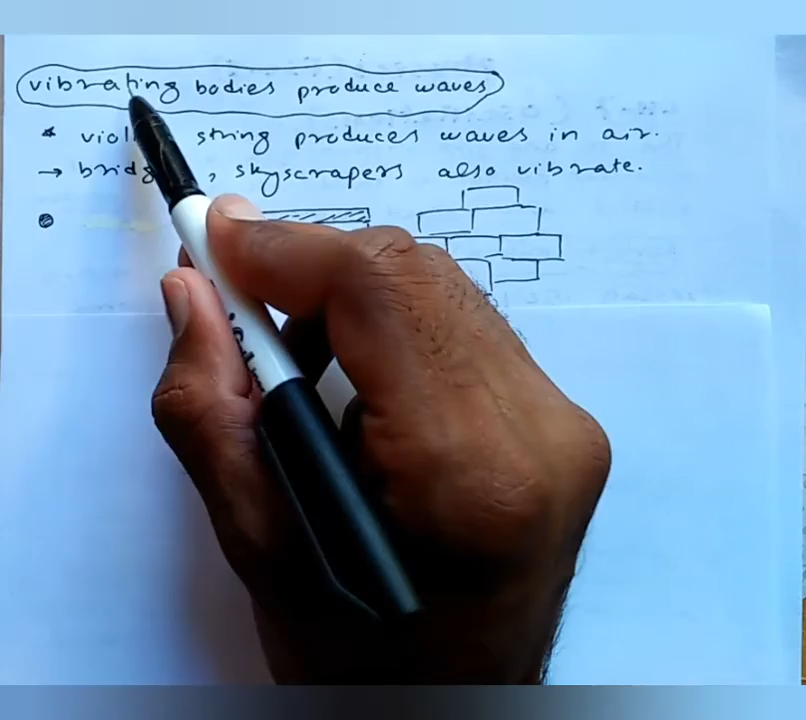 vibrating bodies produce waves
* string produces waves in air.
→ , skyscrapers also vibrate.